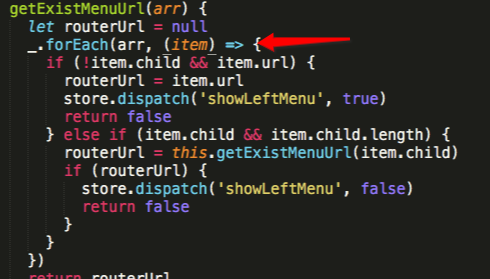 getExistMenuUrl(arr) {
let routerUrl = null
_.forEach(arr, (item) => {
if (!item.child && item.url) {
routerUrl = item.url
store.dispatch('showLeftMenu', true)
return false
} else if (item.child && item.child.length) {
routerUrl = this.getExistMenuUrl(item.child)
if (routerUrl) {
store.dispatch('showLeftMenu', false)
return false
}
}
})
return routerUrl